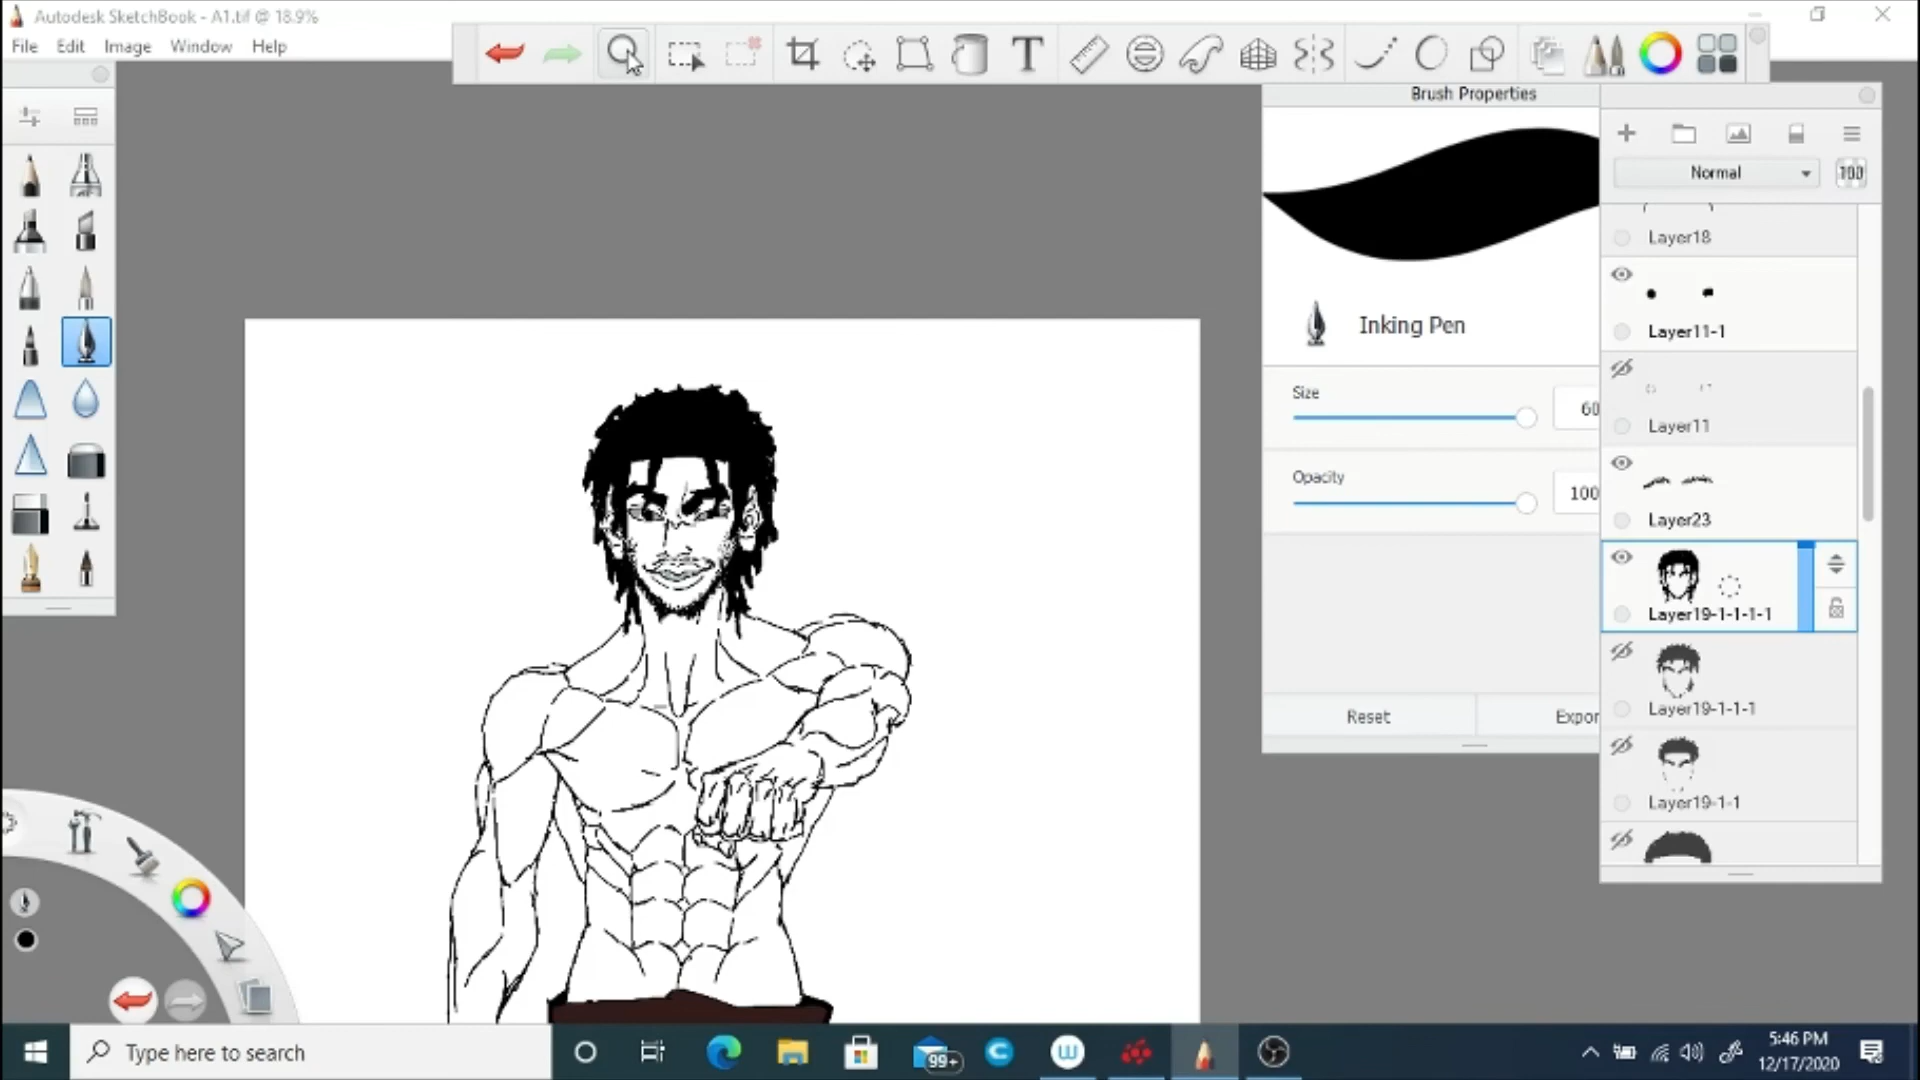 Autodesk SketchBook - A1.tif @ 18.9%
File Edit Image Window Help
T
Brush Properties
Normal 100
Layer18
Layer11-1
Inking Pen
Size 60
Layer11
Opacity 100
Layer23
Layer19-1-1-1-1
Layer19-1-1-1
Reset Expor
Layer19-1-1
Type here to search
99+
5:46 PM
12/17/2020